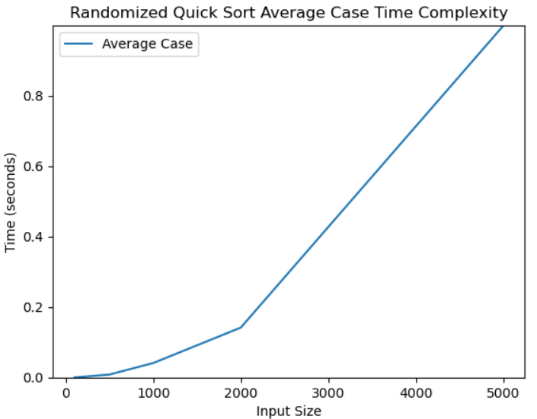 Randomized Quick Sort Average Case Time Complexity
Average Case
Time (seconds)
0.8
0.6
0.4
0.2
0.0
0 1000 2000 3000 4000 5000
Input Size